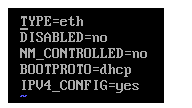 TYPE=eth
DISABLED=no
NM_CONTROLLED=no
BOOTPROTO=dhcp
IPV4_CONFIG=yes
~